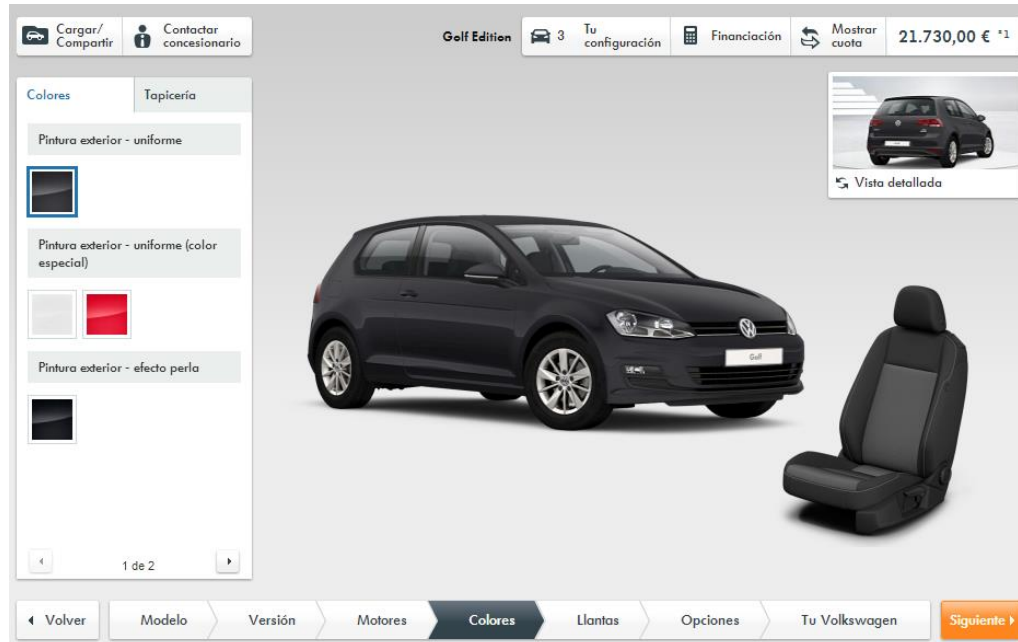 Cargar/
Compartir
Contactar
concesionario
Golf Edition
3
Tu
configuración
Financiación
Mostrar
cuota
21.730,00 € *1
Colores
Tapicería
Pintura exterior - uniforme
Pintura exterior - uniforme (color
especial)
Pintura exterior - efecto perla
1 de 2
Vista detallada
Golf
Volver
Modelo
Versión
Motores
Colores
Llantas
Opciones
Tu Volkswagen
Siguiente